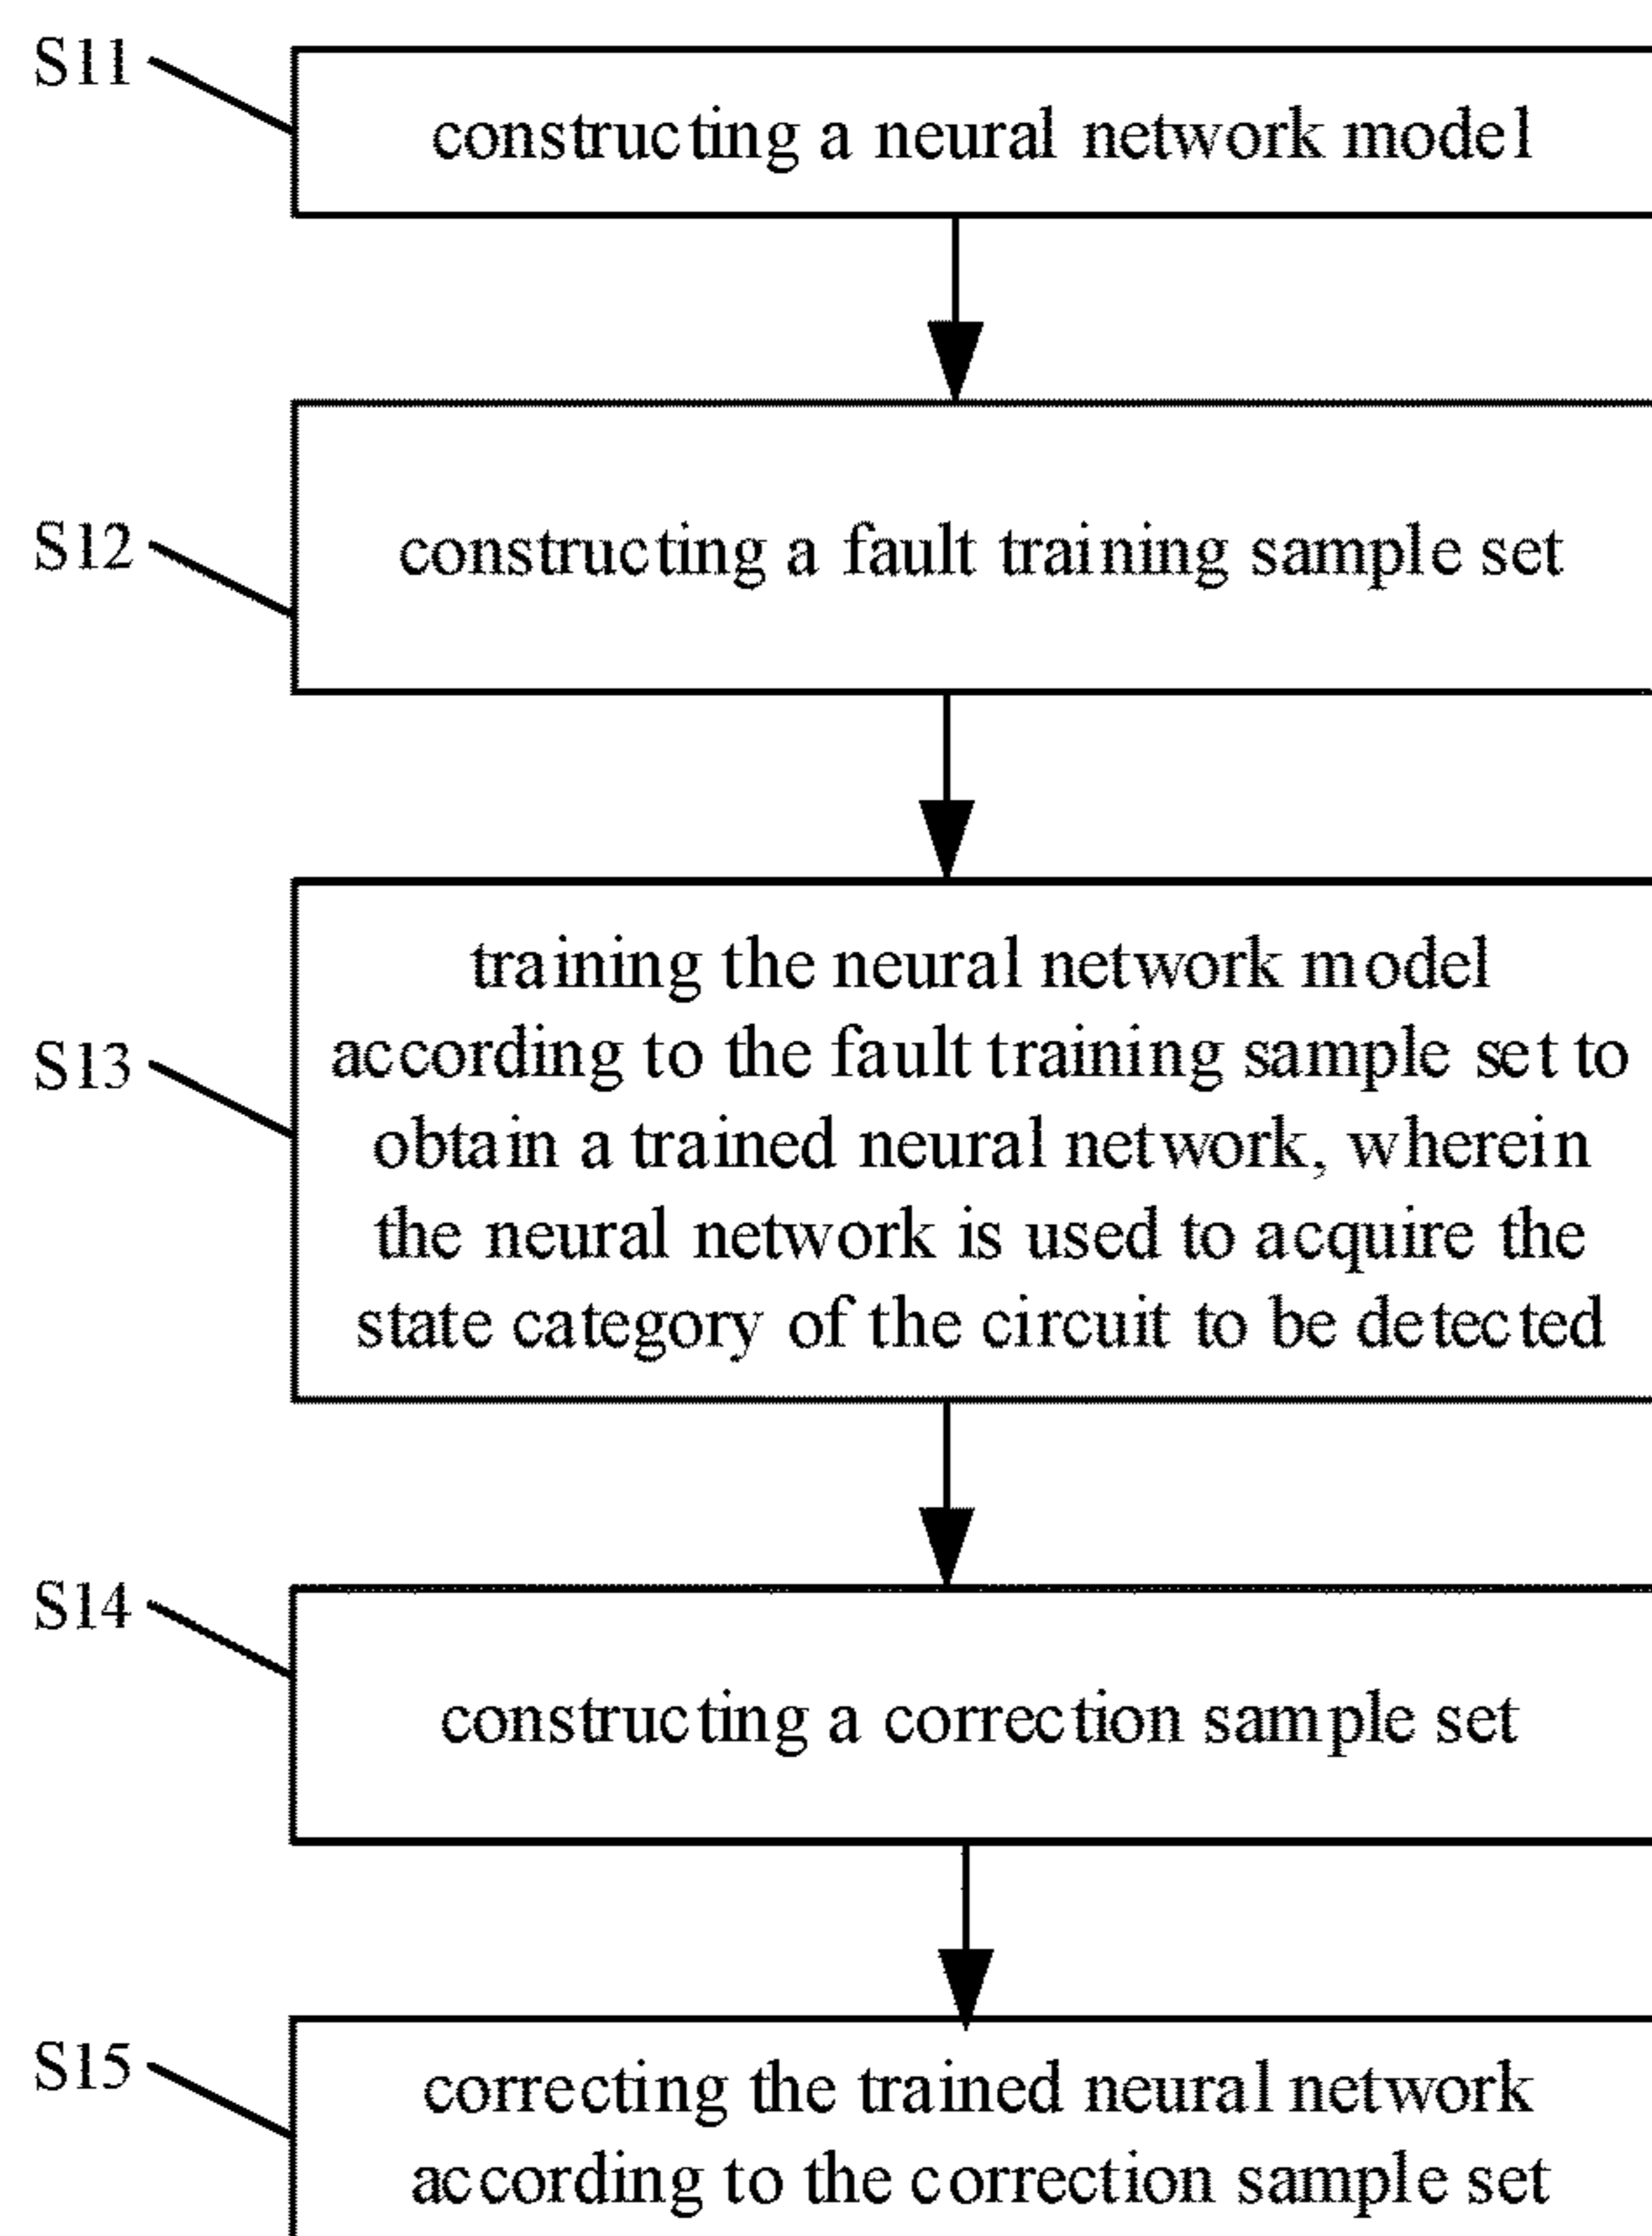 S11
constructing a neural network model
S12
constructing a fault training sample set
S13
training the neural network model
according to the fault training sample set to
obtain a trained neural network, wherein
the neural network is used to acquire the
state category of the circuit to be detected
S14
constructing a correction sample set
S15
correcting the trained neural network
according to the correction sample set